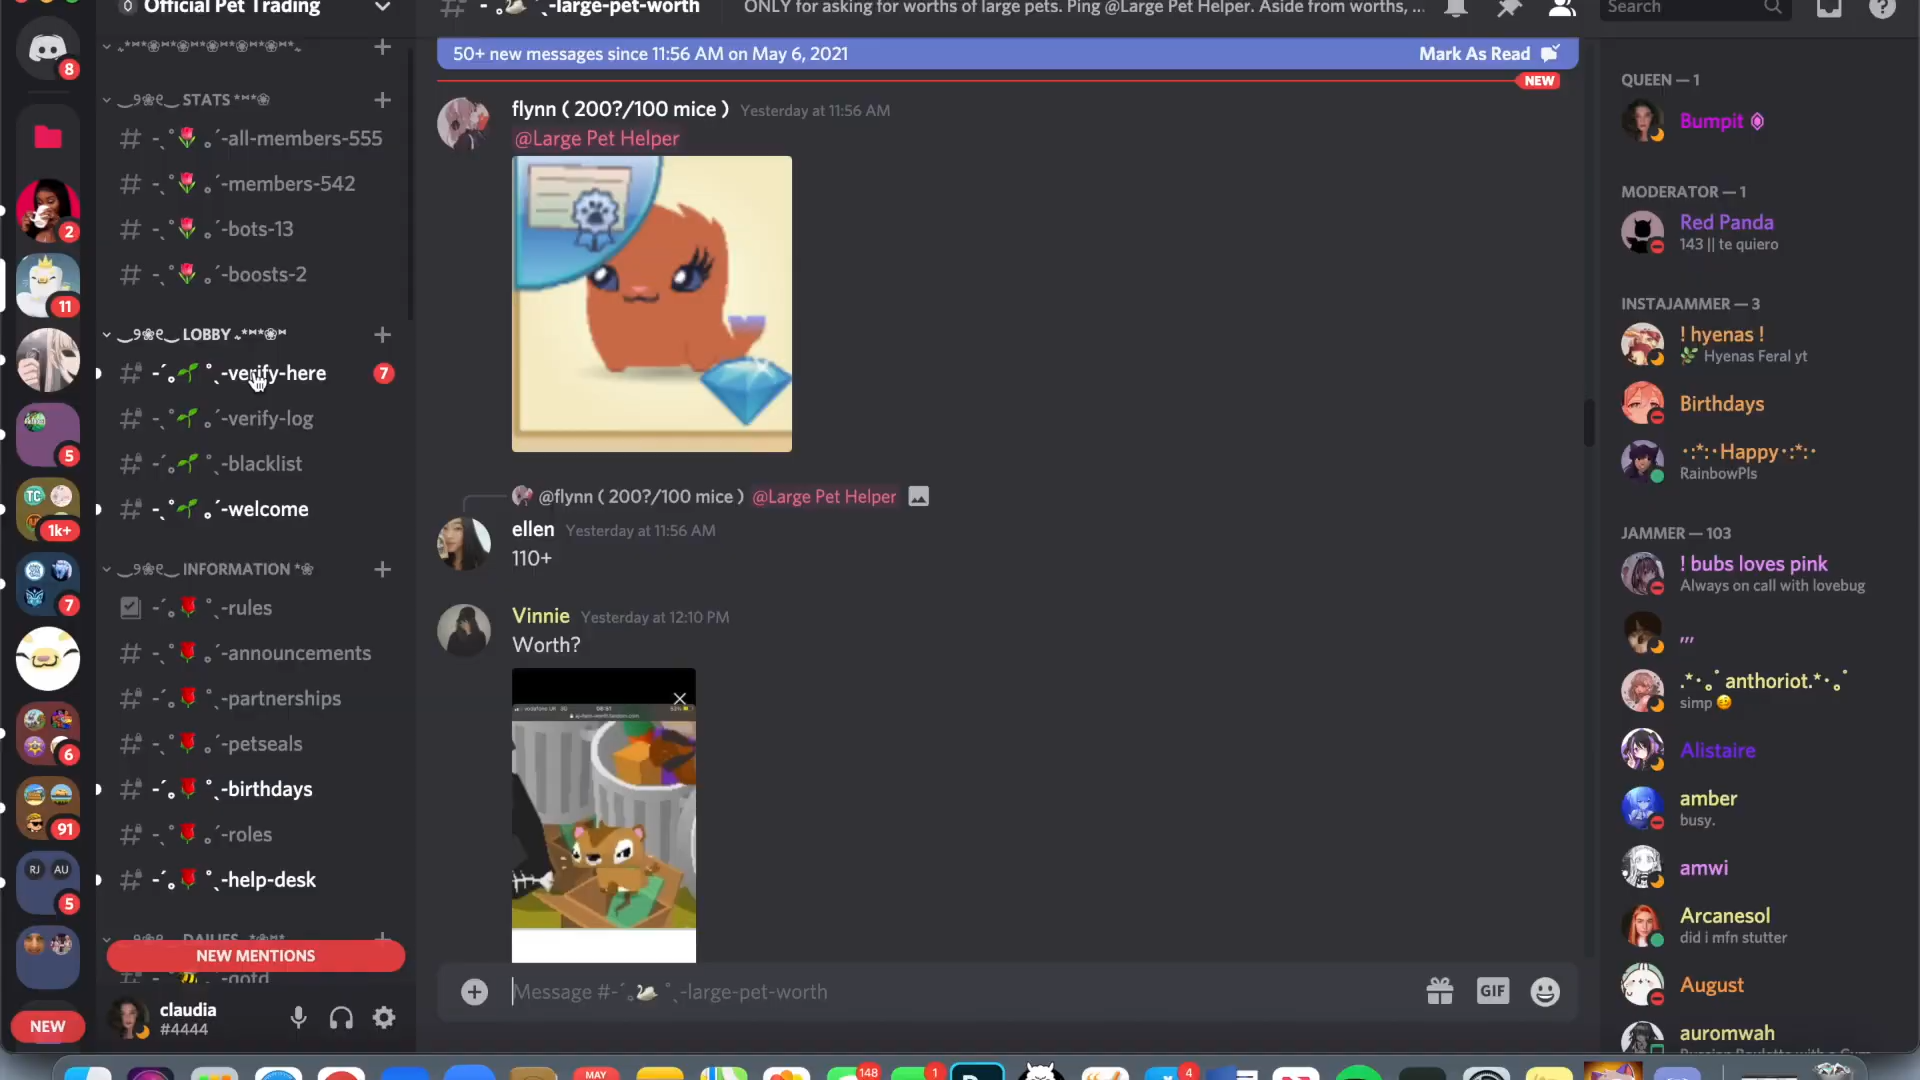 Official Pet Trading
-large-pet-worth
ONLY for asking for worths of large pets. Ping @Large Pet Helper. Aside from worths, ...
Search
50+ new messages since 11:56 AM on May 6, 2021
Mark As Read
NEW
8
2
11
5
1k+
7
6
91
5
NEW
TC
RJ AU
STATS
-all-members-555
-members-542
-bots-13
-boosts-2
LOBBY
-verify-here
7
-verify-log
-blacklist
-welcome
INFORMATION
-rules
-announcements
-partnerships
-petseals
-birthdays
-roles
-help-desk
DAILIES
NEW MENTIONS
-qotd
claudia
#4444
flynn ( 200?/100 mice ) Yesterday at 11:56 AM
@Large Pet Helper
@flynn ( 200?/100 mice ) @Large Pet Helper
ellen Yesterday at 11:56 AM
110+
Vinnie Yesterday at 12:10 PM
Worth?
Message #-large-pet-worth
GIF
QUEEN — 1
Bumpit
MODERATOR — 1
Red Panda
143 || te quiero
INSTAJAMMER — 3
! hyenas !
Hyenas Feral yt
Birthdays
･:*:･Happy･:*:･
RainbowPls
JAMMER — 103
! bubs loves pink
Always on call with lovebug
,,,
.*･｡ﾟanthoriot.*･｡ﾟ
simp
Alistaire
amber
busy.
amwi
Arcanesol
did i mfn stutter
August
auromwah
MAY
148
1
4